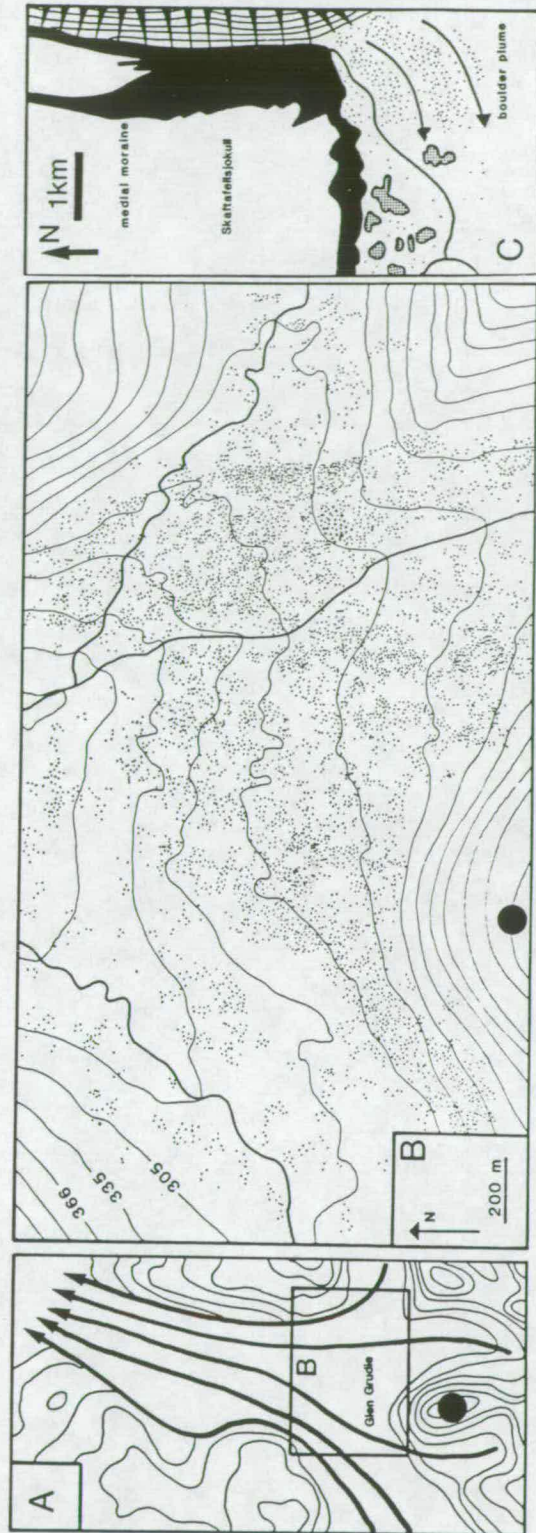 A
B
Glen Grudie
366
335
305
B
N
200 m
N
1km
medial moraine
Skaftafellsjokull
boulder plume
C